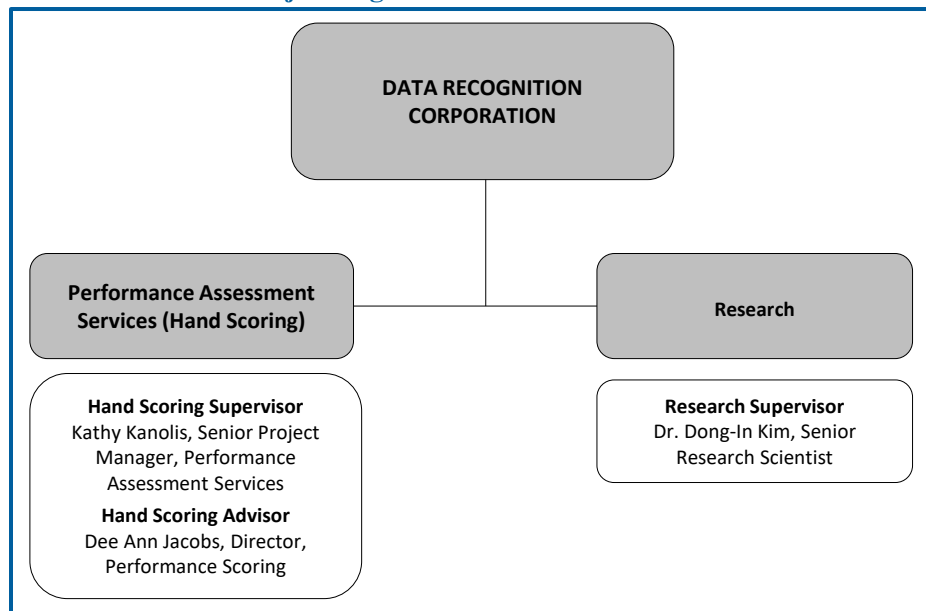 DATA RECOGNITION
CORPORATION
Performance Assessment
Services (Hand Scoring)
Research
Hand Scoring Supervisor
Kathy Kanolis, Senior Project
Manager, Performance
Assessment Services
Hand Scoring Advisor
Dee Ann Jacobs, Director,
Performance Scoring
Research Supervisor
Dr. Dong-In Kim, Senior
Research Scientist